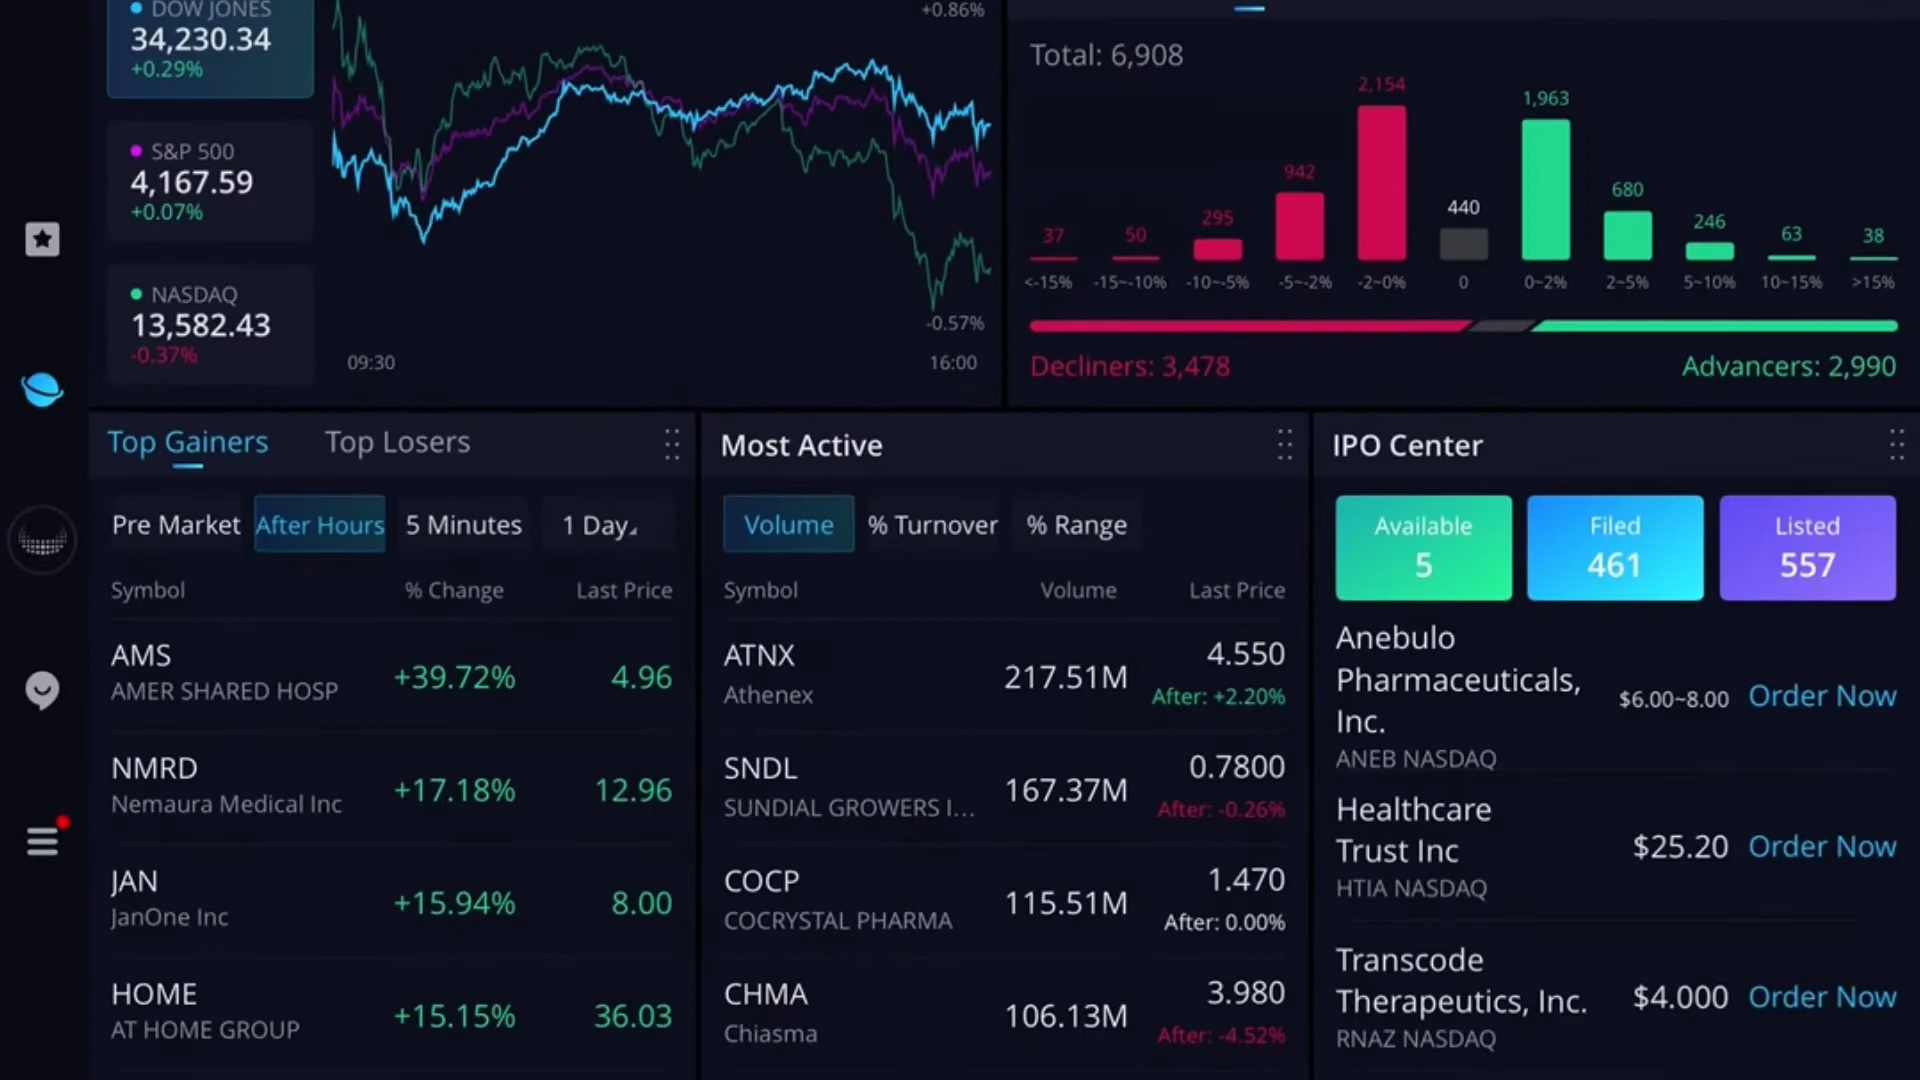 DOW JONES
34,230.34
+0.29%
S&P 500
4,167.59
+0.07%
NASDAQ
13,582.43
-0.37%
+0.86%
-0.57%
09:30
16:00
Total: 6,908
37
50
295
942
2,154
440
1,963
680
246
63
38
<-15%
-15~-10%
-10~-5%
-5~-2%
-2~0%
0
0~2%
2~5%
5~10%
10~15%
>15%
Decliners: 3,478
Advancers: 2,990
Top Gainers
Top Losers
Pre Market
After Hours
5 Minutes
1 Day
Symbol
% Change
Last Price
AMS
AMER SHARED HOSP
+39.72%
4.96
NMRD
Nemaura Medical Inc
+17.18%
12.96
JAN
JanOne Inc
+15.94%
8.00
HOME
AT HOME GROUP
+15.15%
36.03
Most Active
Volume
% Turnover
% Range
Symbol
Volume
Last Price
ATNX
Athenex
217.51M
4.550
After: +2.20%
SNDL
SUNDIAL GROWERS I...
167.37M
0.7800
After: -0.26%
COCP
COCRYSTAL PHARMA
115.51M
1.470
After: 0.00%
CHMA
Chiasma
106.13M
3.980
After: -4.52%
IPO Center
Available
5
Filed
461
Listed
557
Anebulo
Pharmaceuticals,
Inc.
ANEB NASDAQ
$6.00~8.00
Order Now
Healthcare
Trust Inc
HTIA NASDAQ
$25.20
Order Now
Transcode
Therapeutics, Inc.
RNAZ NASDAQ
$4.000
Order Now